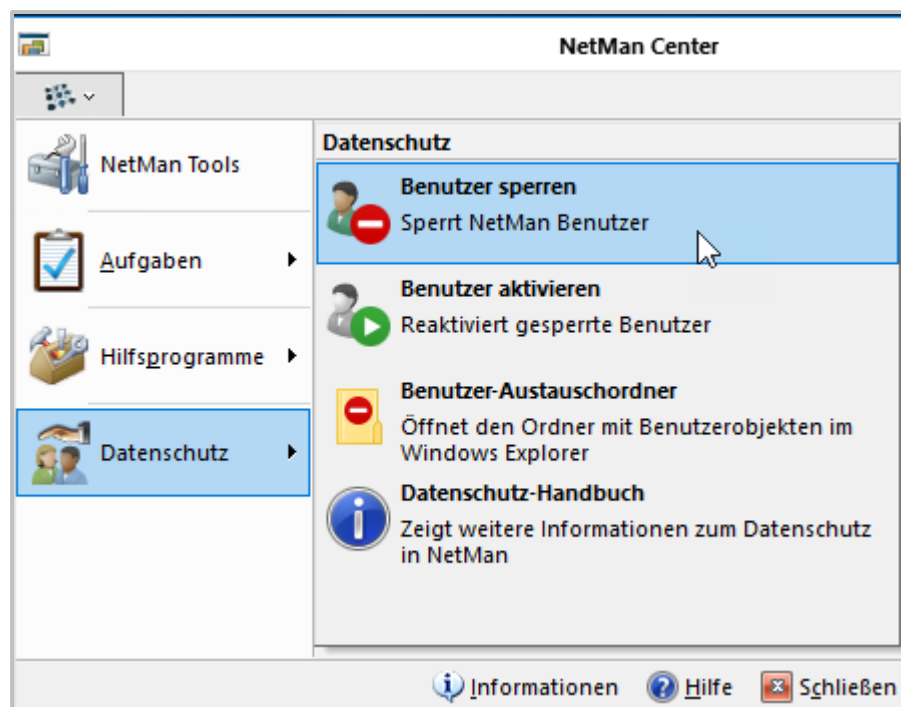 NetMan Center
NetMan Tools
Aufgaben
Hilfsprogramme
Datenschutz
Datenschutz
Benutzer sperren
Sperrt NetMan Benutzer
Benutzer aktivieren
Reaktiviert gesperrte Benutzer
Benutzer-Austauschordner
Öffnet den Ordner mit Benutzerobjekten im
Windows Explorer
Datenschutz-Handbuch
Zeigt weitere Informationen zum Datenschutz
in NetMan
Informationen
Hilfe
Schließen